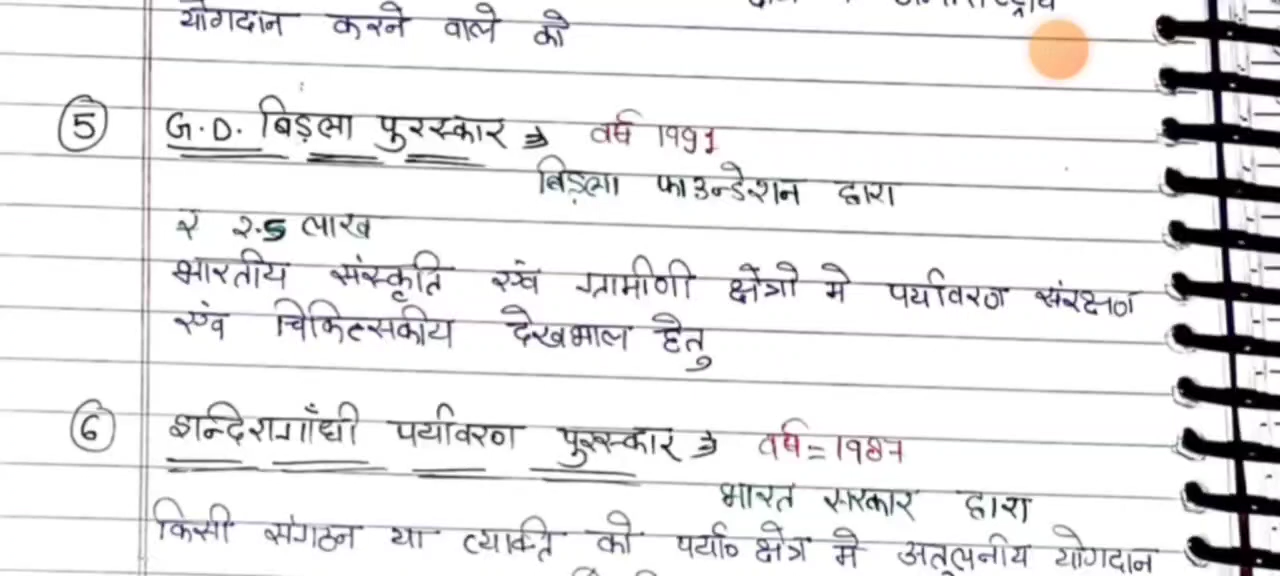 योगदान करने वाले को
5 G.D. बिड़ला पुरस्कार ⇒ वर्ष 1991
बिड़ला फाउन्डेशन द्वारा
₹ 2.5 लाख
भारतीय संस्कृति एवं ग्रामीणी क्षेत्रो मे पर्यावरण संरक्षण
एवं चिकित्सकीय देखभाल हेतु
6 इन्दिरागाँधी पर्यावरण पुरुस्कार ⇒ वर्ष = 1987
भारत सरकार द्वारा
किसी संगठन या व्यक्ति को पर्या० क्षेत्र मे अतुलनीय योगदान